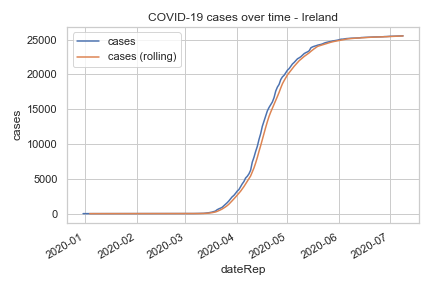 COVID-19 cases over time - Ireland
cases
cases (rolling)
25000
20000
15000
10000
5000
0
cases
2020-01
2020-02
2020-03
2020-04
2020-05
2020-06
2020-07
dateRep